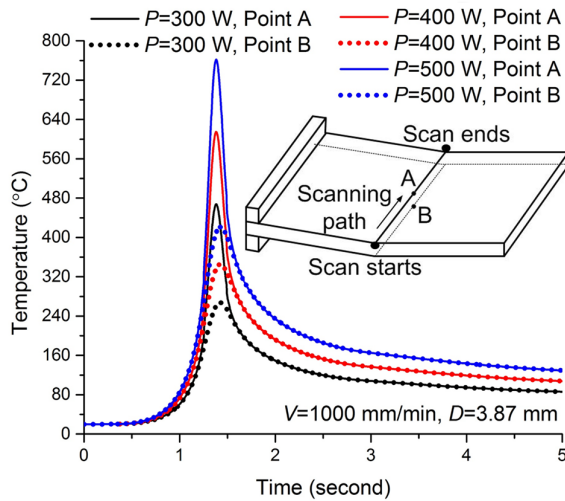 P=300 W, Point A
P=300 W, Point B
P=400 W, Point A
P=400 W, Point B
P=500 W, Point A
P=500 W, Point B
Temperature (°C)
800
720
640
560
480
400
320
240
160
80
0
Scan ends
A
Scanning
path
B
Scan starts
V=1000 mm/min, D=3.87 mm
0 1 2 3 4 5
Time (second)